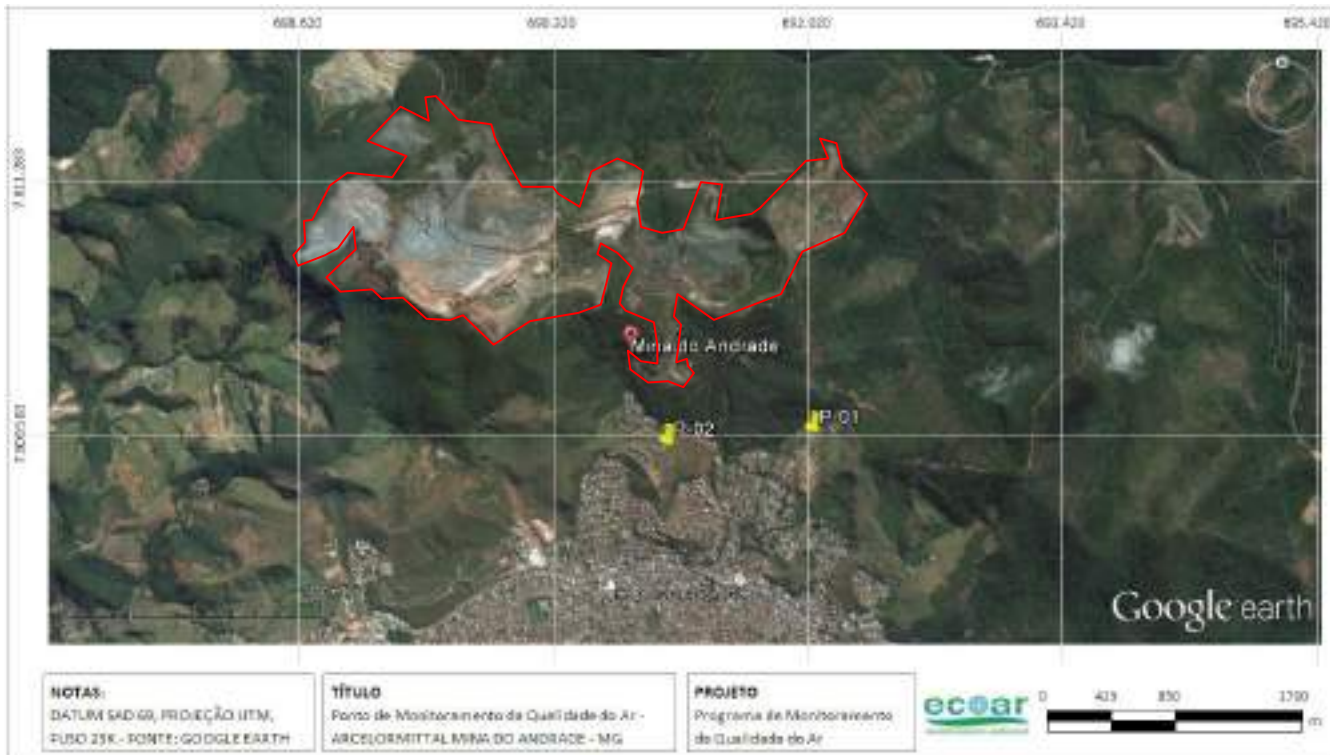 692.020
Mina do Andrade
P-02
P-01
Google earth
NOTAS:
DATUM SAD 69, PROJEÇÃO UTM,
FUSO 23K - FONTE: GOOGLE EARTH
TÍTULO
Ponto de Monitoramento da Qualidade do Ar -
ARCELORMITTAL MINA DO ANDRADE - MG
PROJETO
Programa de Monitoramento
da Qualidade do Ar
ecoar
0 850 1700
m